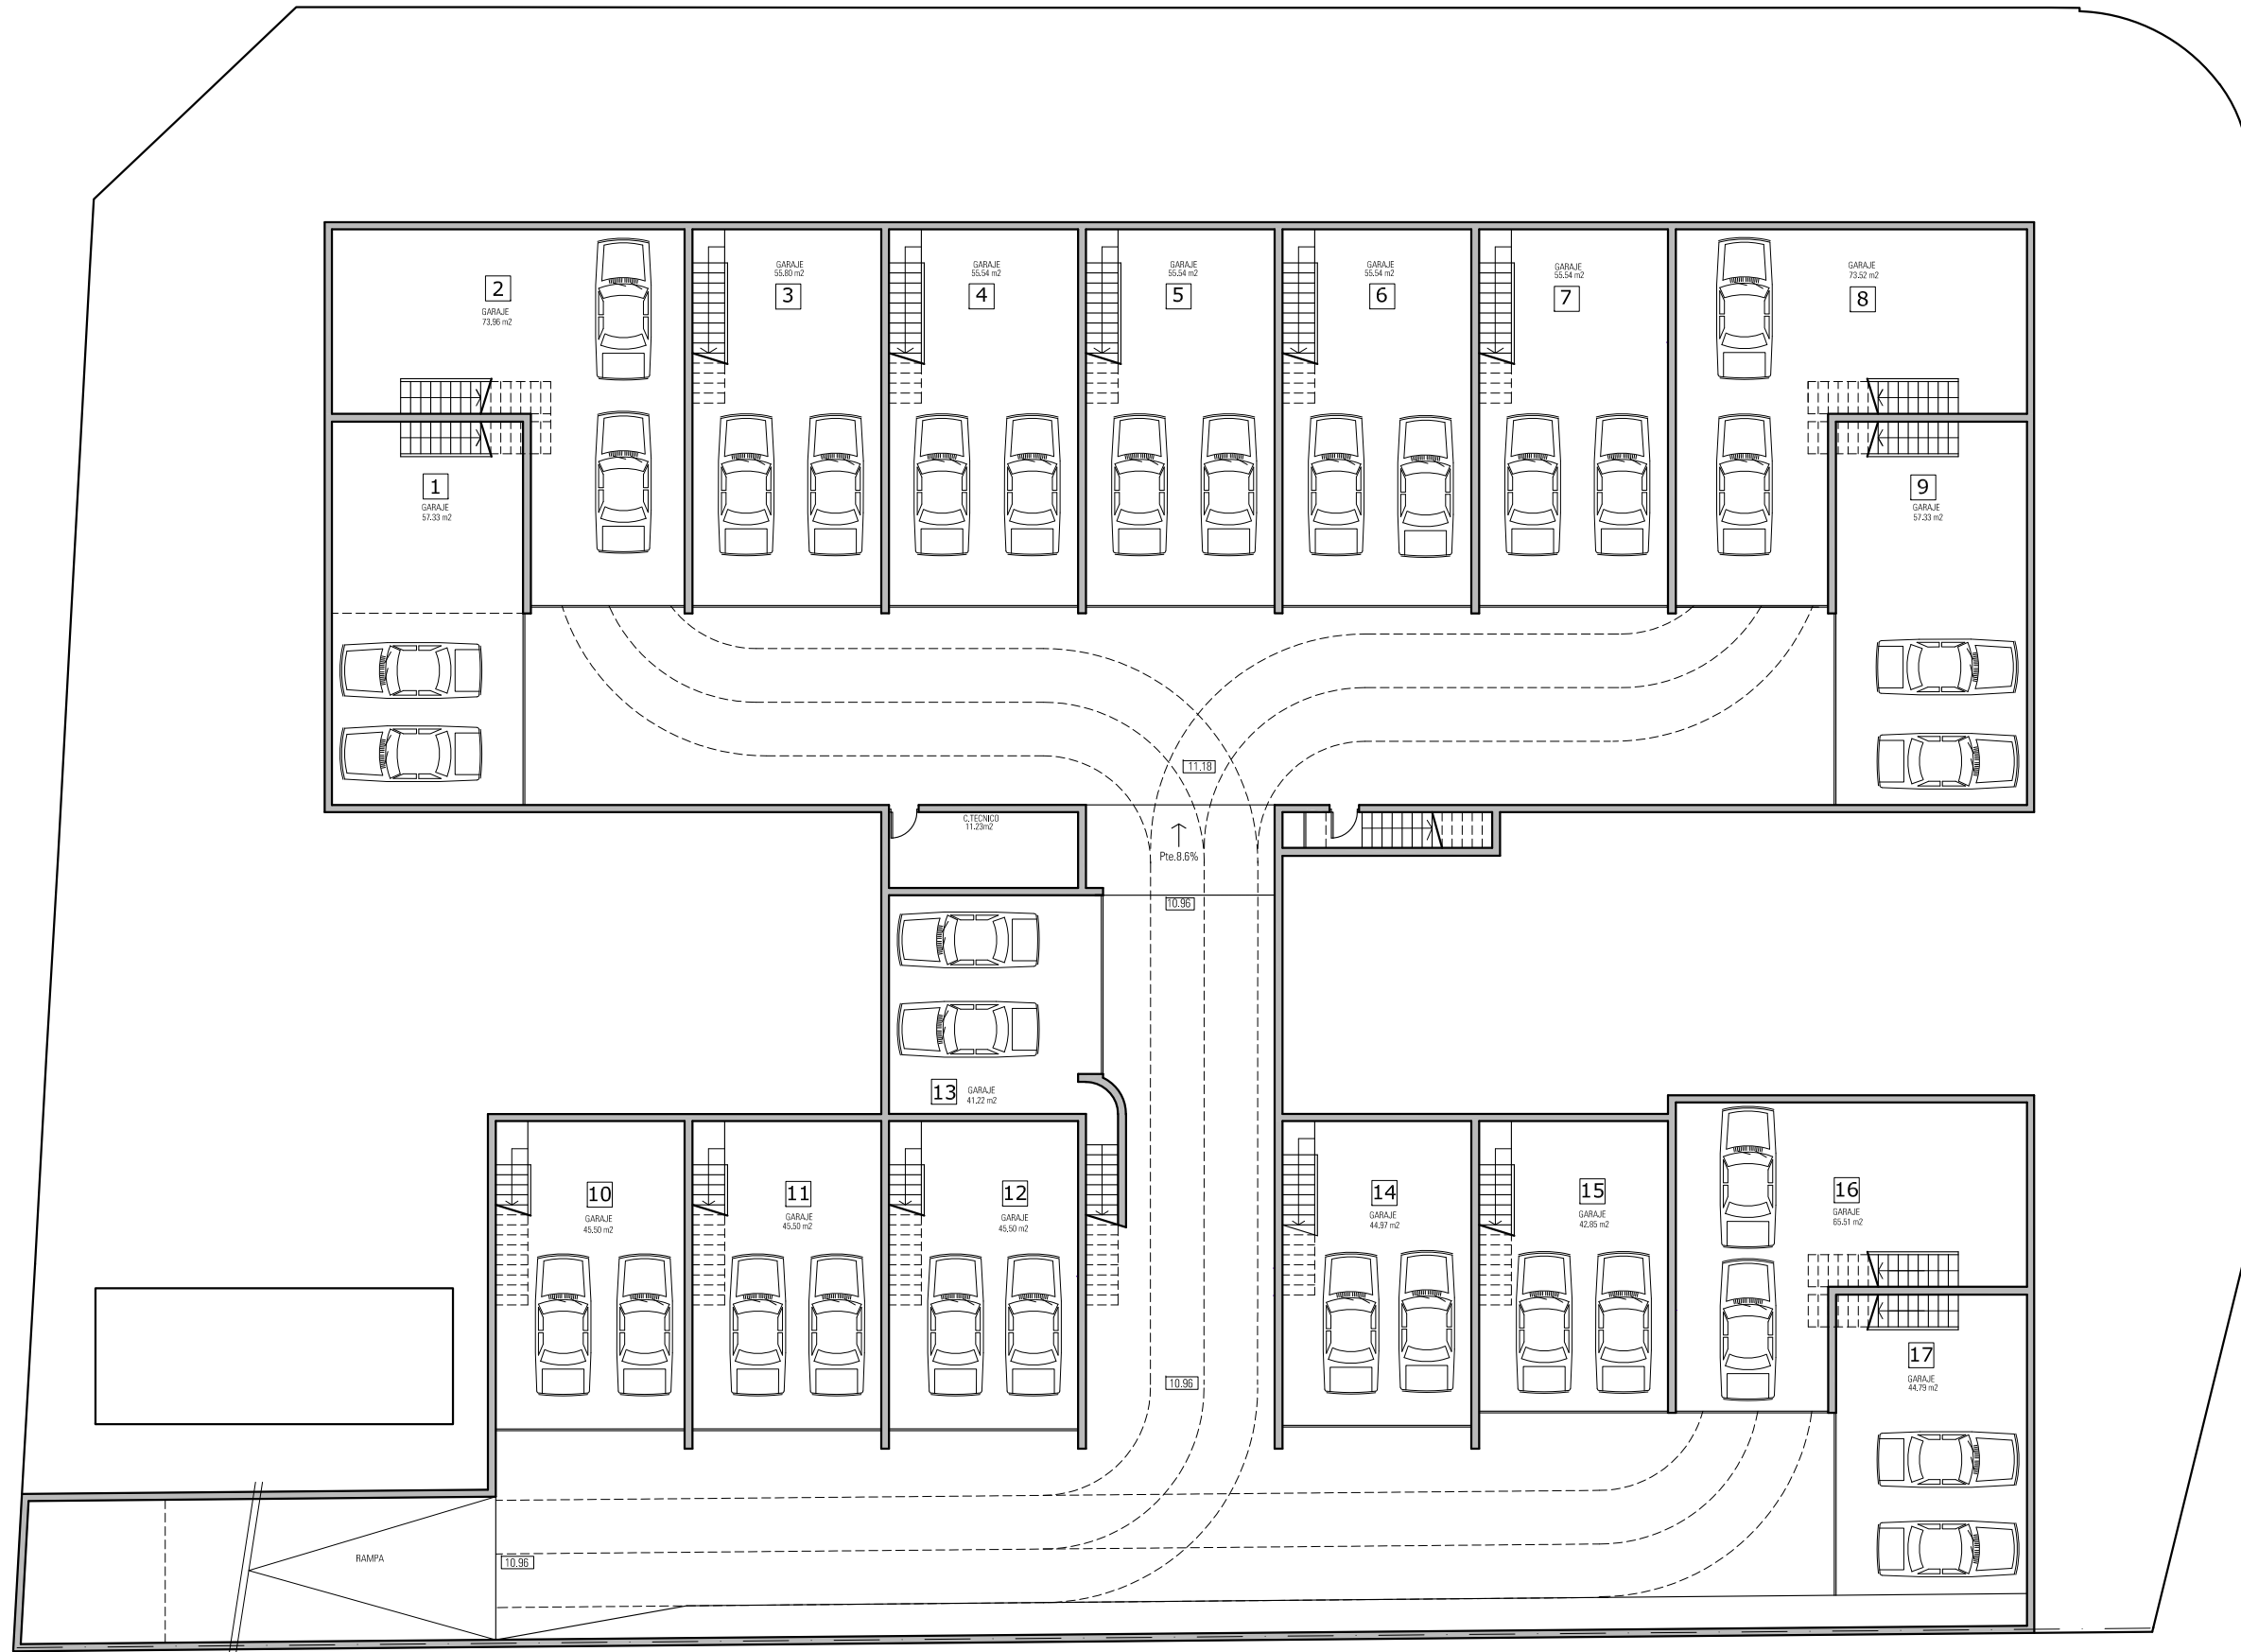 2
GARAJE
73.96 m2
GARAJE
55.80 m2
3
GARAJE
55.54 m2
4
GARAJE
55.54 m2
5
GARAJE
55.54 m2
6
GARAJE
55.54 m2
7
GARAJE
73.52 m2
8
1
GARAJE
57.33 m2
9
GARAJE
57.33 m2
11.18
C.TECNICO
11.23m2
Pte.8.6%
10.96
13
GARAJE
41.22 m2
10
GARAJE
45.50 m2
11
GARAJE
45.50 m2
12
GARAJE
45.50 m2
14
GARAJE
44.97 m2
15
GARAJE
42.85 m2
16
GARAJE
65.51 m2
17
GARAJE
44.79 m2
10.96
RAMPA
10.96